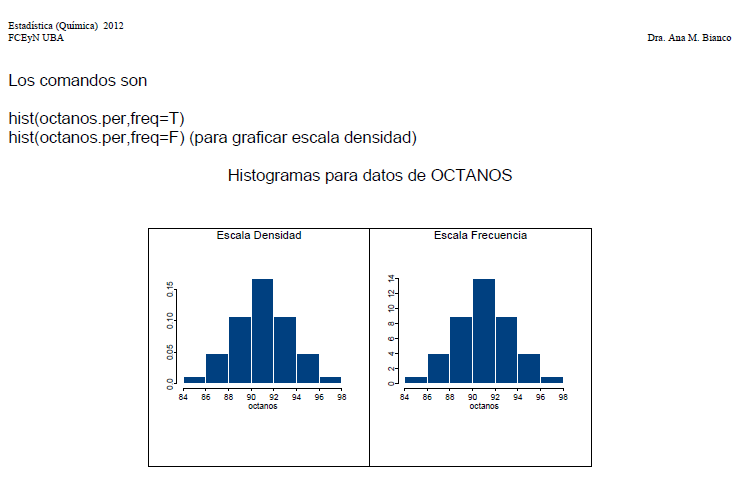 Estadística (Química)  2012
FCEyN UBA
Dra. Ana M. Bianco
Los comandos son
hist(octanos.per,freq=T)
hist(octanos.per,freq=F) (para graficar escala densidad)
Histogramas para datos de OCTANOS
Escala Densidad
0.15
0.10
0.05
0.0
84 86 88 90 92 94 96 98
octanos
Escala Frecuencia
14
12
10
8
6
4
2
0
84 86 88 90 92 94 96 98
octanos